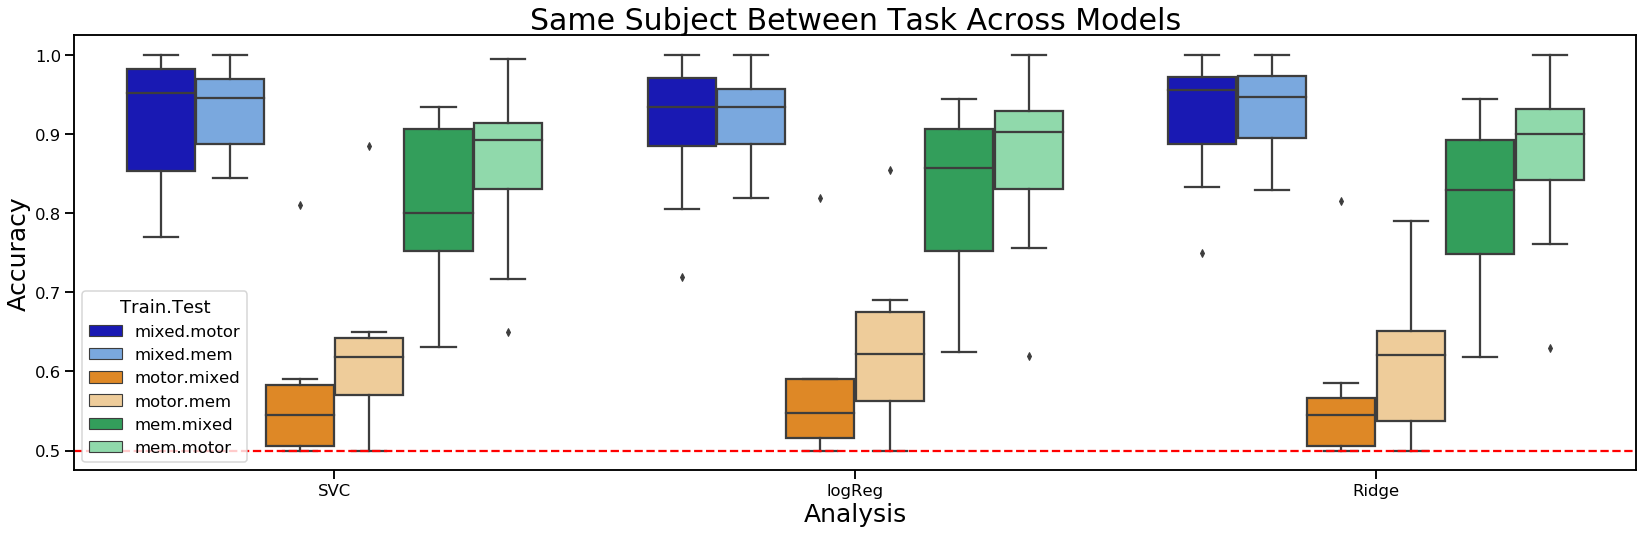 Same Subject Between Task Across Models
Accuracy
1.0
0.9
0.8
0.7
0.6
0.5
Train.Test
mixed.motor
mixed.mem
motor.mixed
motor.mem
mem.mixed
mem.motor
SVC logReg Ridge
Analysis